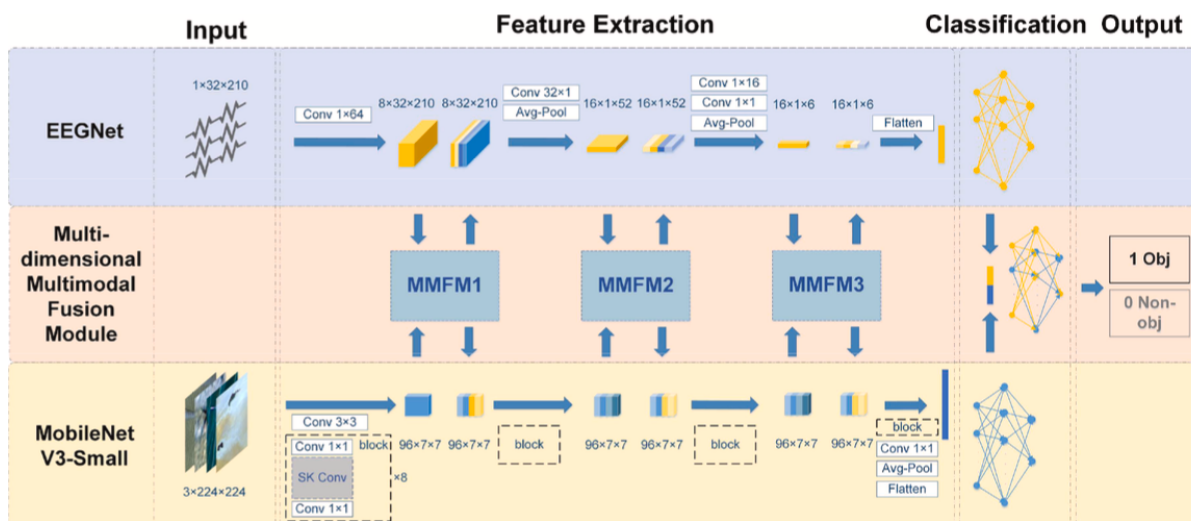 Input
Feature Extraction
Classification
Output
EEGNet
1×32×210
Conv 1×64
8×32×210
8×32×210
Conv 32×1
Avg-Pool
16×1×52
16×1×52
Conv 1×16
Conv 1×1
Avg-Pool
16×1×6
16×1×6
Flatten
Multi-
dimensional
Multimodal
Fusion
Module
MMFM1
MMFM2
MMFM3
1 Obj
0 Non-
obj
MobileNet
V3-Small
3×224×224
Conv 3×3
Conv 1×1
block
SK Conv
×8
Conv 1×1
96×7×7
96×7×7
block
96×7×7
96×7×7
block
96×7×7
96×7×7
block
Conv 1×1
Avg-Pool
Flatten